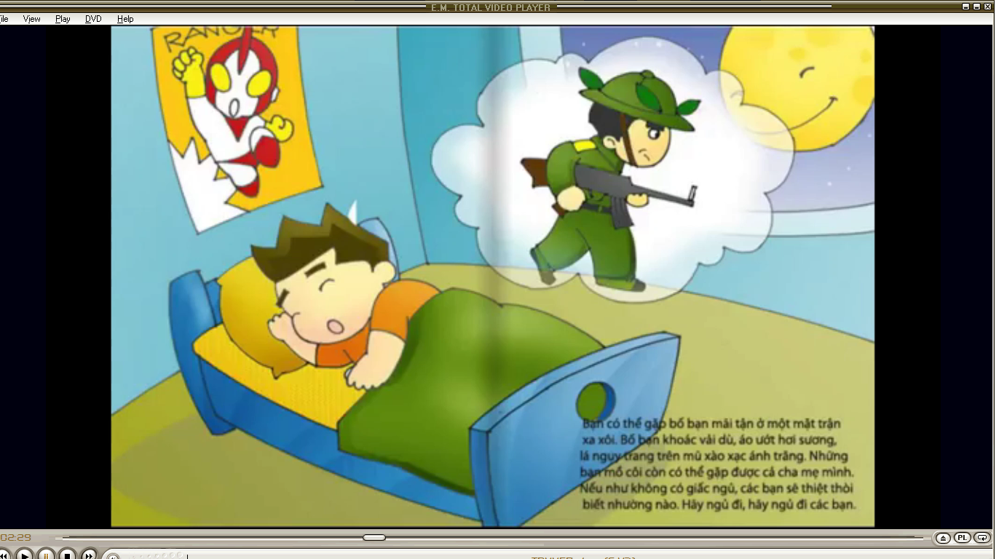 E.M. TOTAL VIDEO PLAYER
ile View Play DVD Help
RANGER
Bạn có thể gặp bố bạn mãi tận ở một mặt trận
xa xôi. Bố bạn khoác vải dù, áo ướt hơi sương,
lá ngụy trang trên mũ xào xạc ánh trăng. Những
bạn mồ côi còn có thể gặp được cả cha mẹ mình.
Nếu như không có giấc ngủ, các bạn sẽ thiệt thòi
biết nhường nào. Hãy ngủ đi, hãy ngủ đi các bạn.
02:29
PL